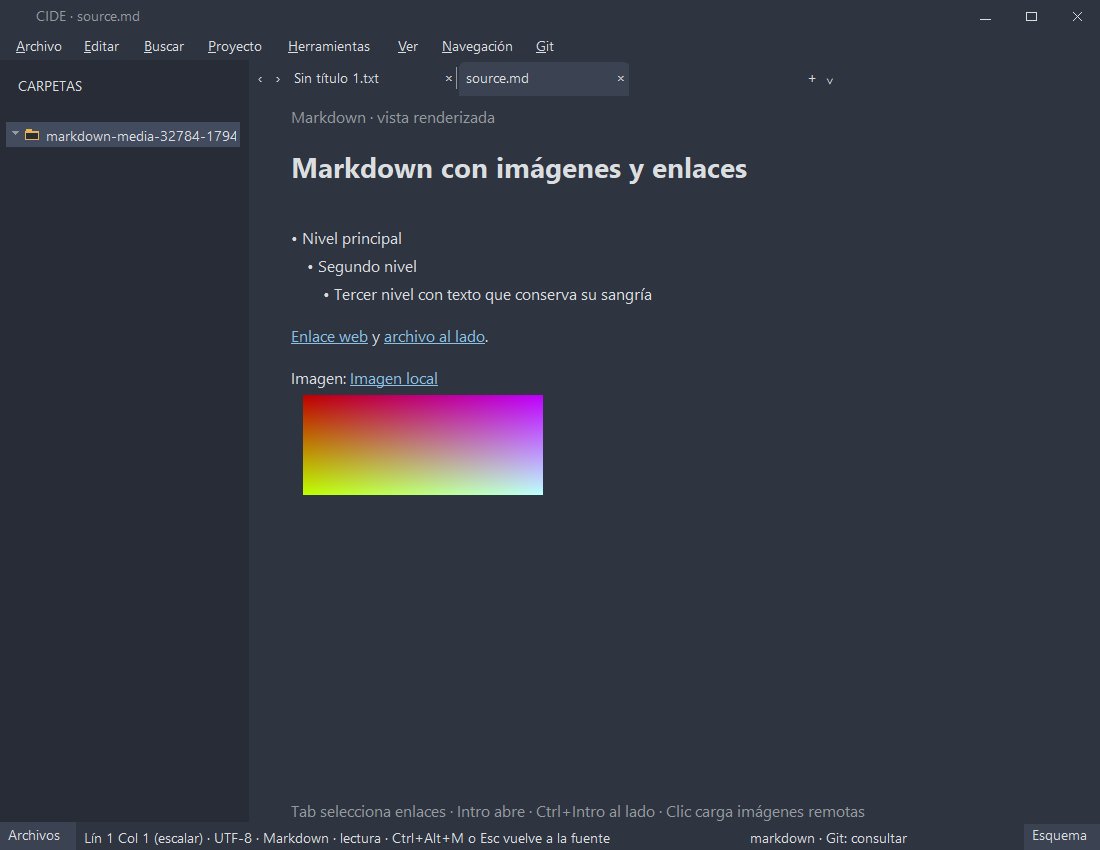 CIDE · source.md
Archivo Editar Buscar Proyecto Herramientas Ver Navegación Git
CARPETAS
‹ › Sin título 1.txt × source.md × + v
markdown-media-32784-1794
Markdown · vista renderizada
Markdown con imágenes y enlaces
• Nivel principal
• Segundo nivel
• Tercer nivel con texto que conserva su sangría
Enlace web y archivo al lado.
Imagen: Imagen local
Tab selecciona enlaces · Intro abre · Ctrl+Intro al lado · Clic carga imágenes remotas
Archivos Lín 1 Col 1 (escalar) · UTF-8 · Markdown · lectura · Ctrl+Alt+M o Esc vuelve a la fuente markdown · Git: consultar Esquema